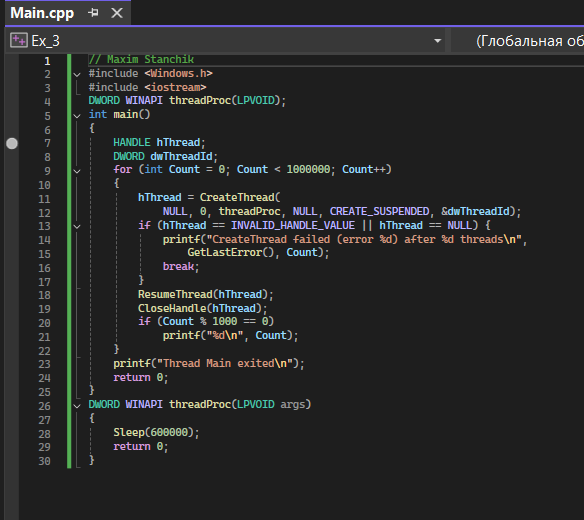 Main.cpp
Ex_3
(Глобальная об
1 // Maxim Stanchik
2 #include <Windows.h>
3 #include <iostream>
4 DWORD WINAPI threadProc(LPVOID);
5 int main()
6 {
7 HANDLE hThread;
8 DWORD dwThreadId;
9 for (int Count = 0; Count < 1000000; Count++)
10 {
11 hThread = CreateThread(
12 NULL, 0, threadProc, NULL, CREATE_SUSPENDED, &dwThreadId);
13 if (hThread == INVALID_HANDLE_VALUE || hThread == NULL) {
14 printf("CreateThread failed (error %d) after %d threads\n",
15 GetLastError(), Count);
16 break;
17 }
18 ResumeThread(hThread);
19 CloseHandle(hThread);
20 if (Count % 1000 == 0)
21 printf("%d\n", Count);
22 }
23 printf("Thread Main exited\n");
24 return 0;
25 }
26 DWORD WINAPI threadProc(LPVOID args)
27 {
28 Sleep(600000);
29 return 0;
30 }